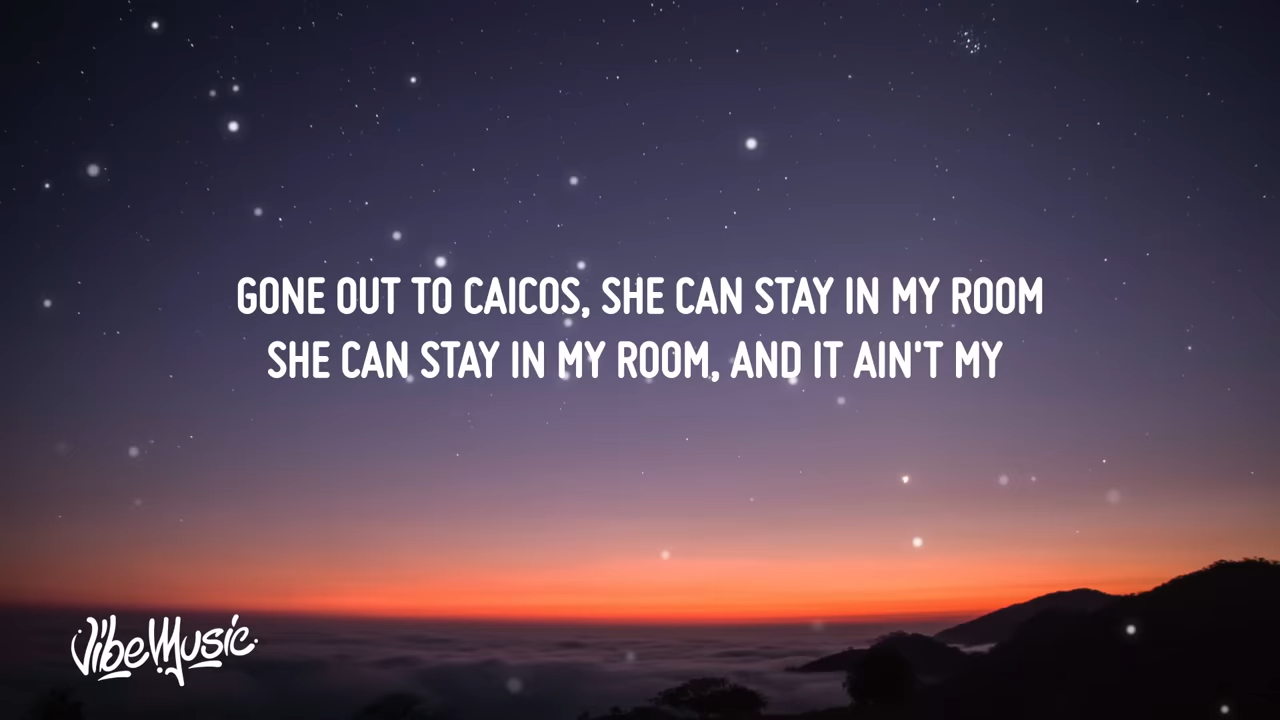 GONE OUT TO CAICOS, SHE CAN STAY IN MY ROOM
SHE CAN STAY IN MY ROOM, AND IT AIN'T MY
VibeMusic